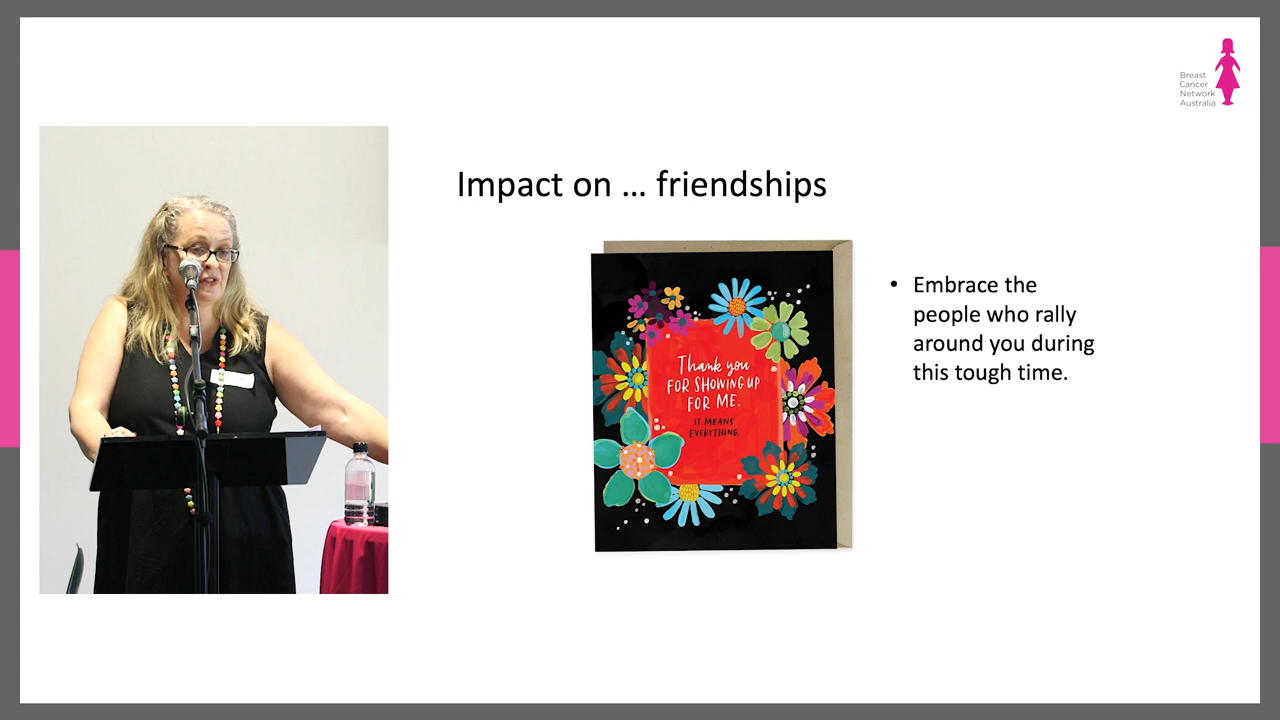 Breast
Cancer
Network
Australia
Impact on … friendships
Thank you
FOR SHOWING UP
FOR ME.
IT MEANS
EVERYTHING.
• Embrace the
people who rally
around you during
this tough time.